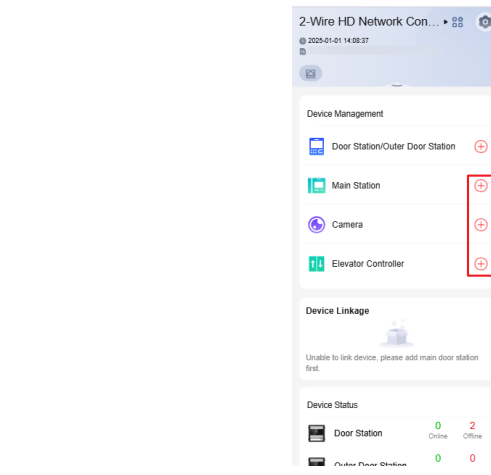 2-Wire HD Network Con...
2025-01-01 14:08:37
Device Management
Door Station/Outer Door Station
Main Station
Camera
Elevator Controller
Device Linkage
Unable to link device, please add main door station
first.
Device Status
Door Station
0
2
Online
Offline
Outer Door Station
0
0